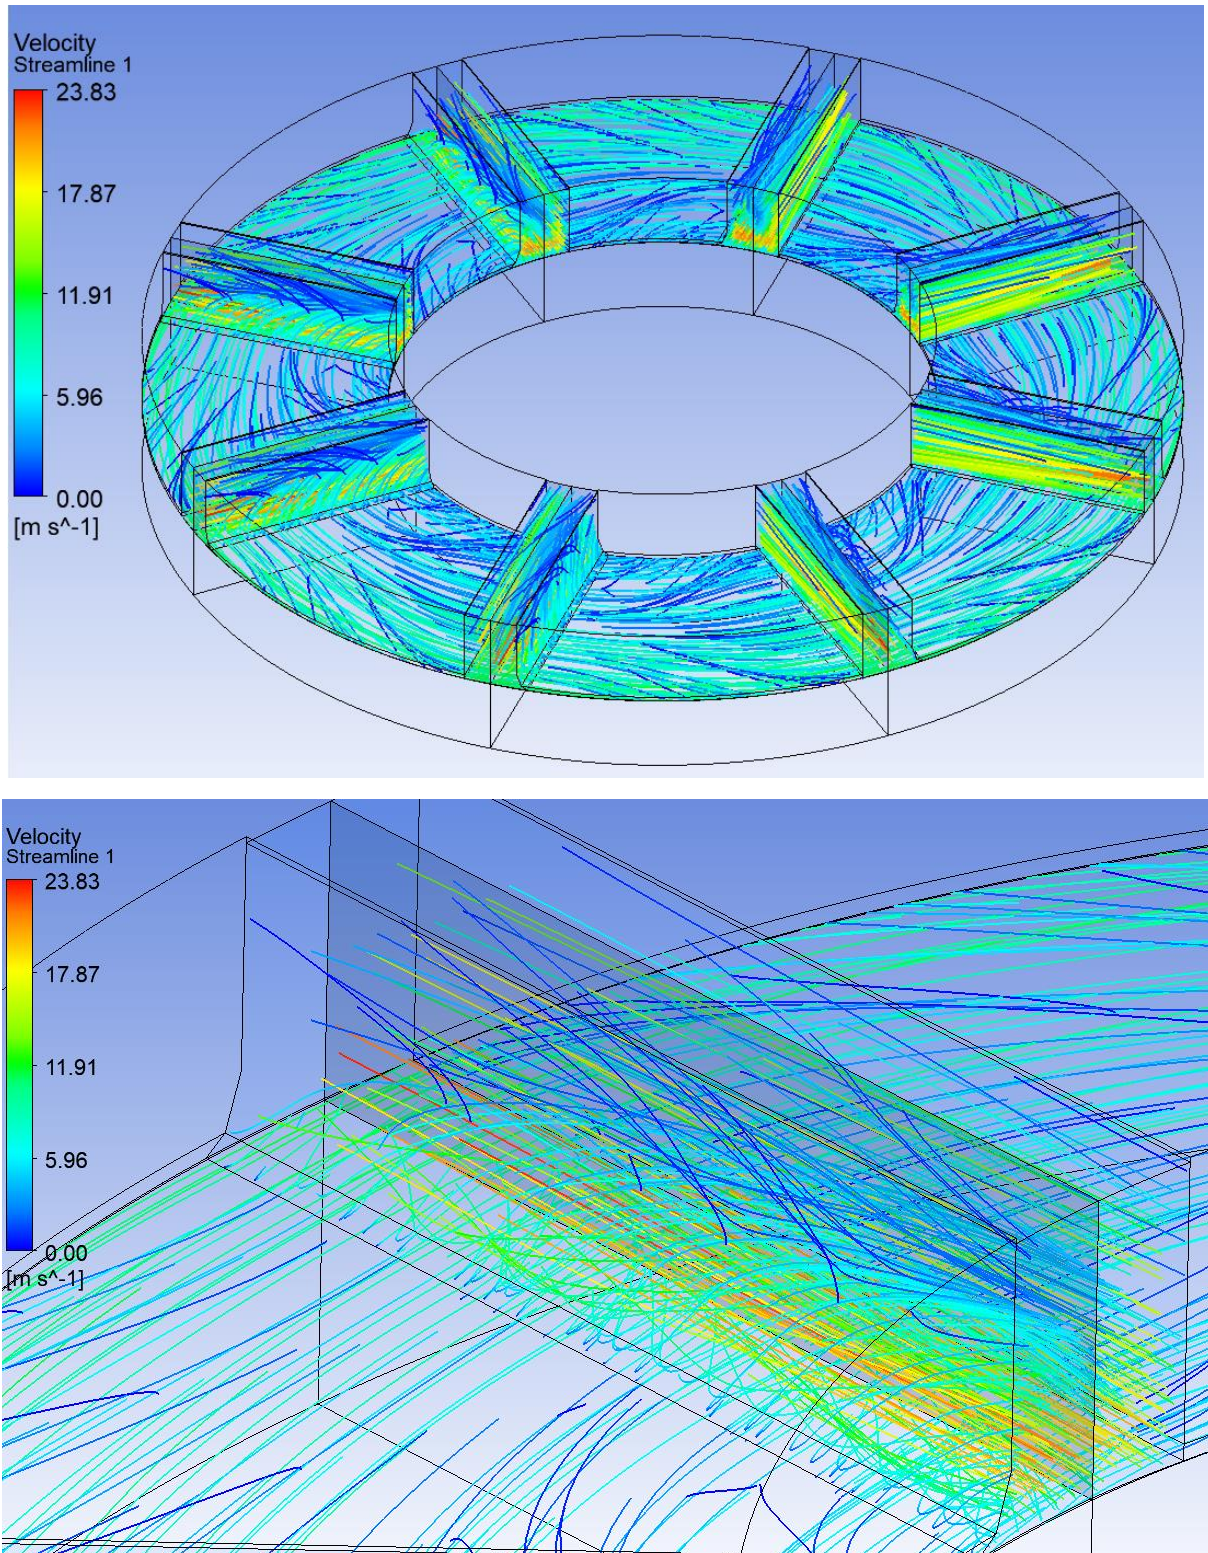 Velocity
Streamline 1
23.83
17.87
11.91
5.96
0.00
[m s^-1]
Velocity
Streamline 1
23.83
17.87
11.91
5.96
0.00
[m s^-1]